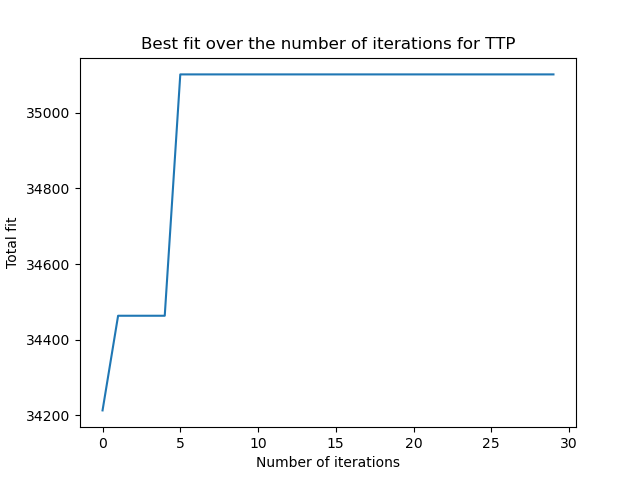 Best fit over the number of iterations for TTP
35000
34800
34600
34400
34200
Total fit
0 5 10 15 20 25 30
Number of iterations